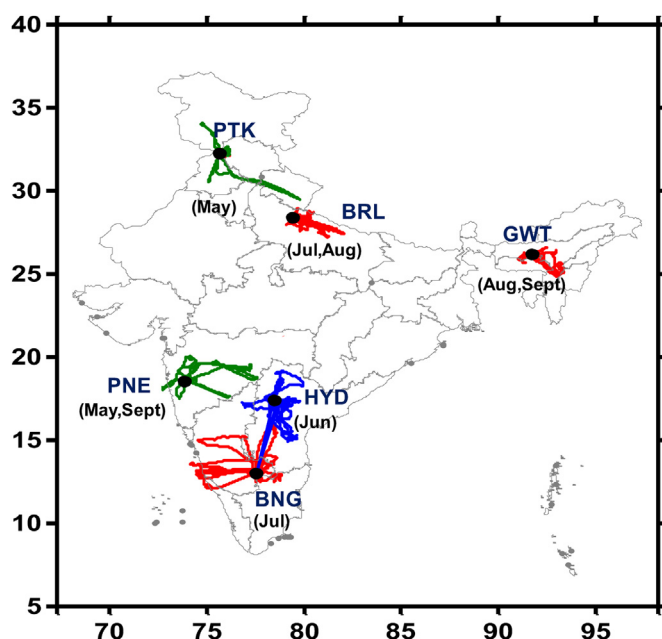 40
35
PTK
30
(May)
BRL
GWT
(Jul,Aug)
25
(Aug,Sept)
20
PNE
HYD
(May,Sept)
(Jun)
15
BNG
(Jul)
10
5
70 75 80 85 90 95